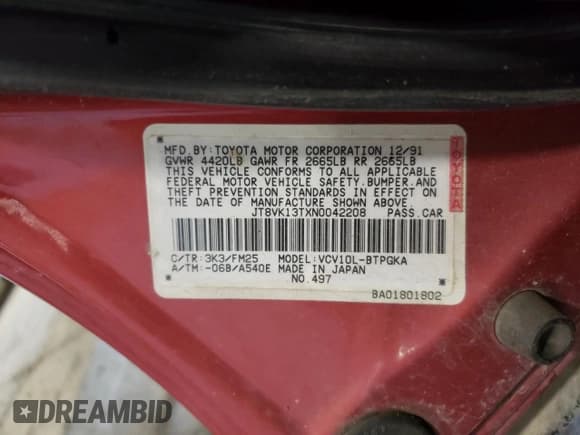 MFD. BY: TOYOTA MOTOR CORPORATION 12/91
GVWR 4420LB GAWR FR 2665LB RR 2665LB
THIS VEHICLE CONFORMS TO ALL APPLICABLE
FEDERAL MOTOR VEHICLE SAFETY, BUMPER, AND
THEFT PREVENTION STANDARDS IN EFFECT ON
THE DATE OF MANUFACTURE SHOWN ABOVE.
JT8VK13TXN0042208 PASS. CAR
TOYOTA
C/TR: 3K3/FM25 MODEL: VCV10L-BTPGKA
A/TM: -06B/A540E MADE IN JAPAN
NO. 497
BA01801802
DREAMBID